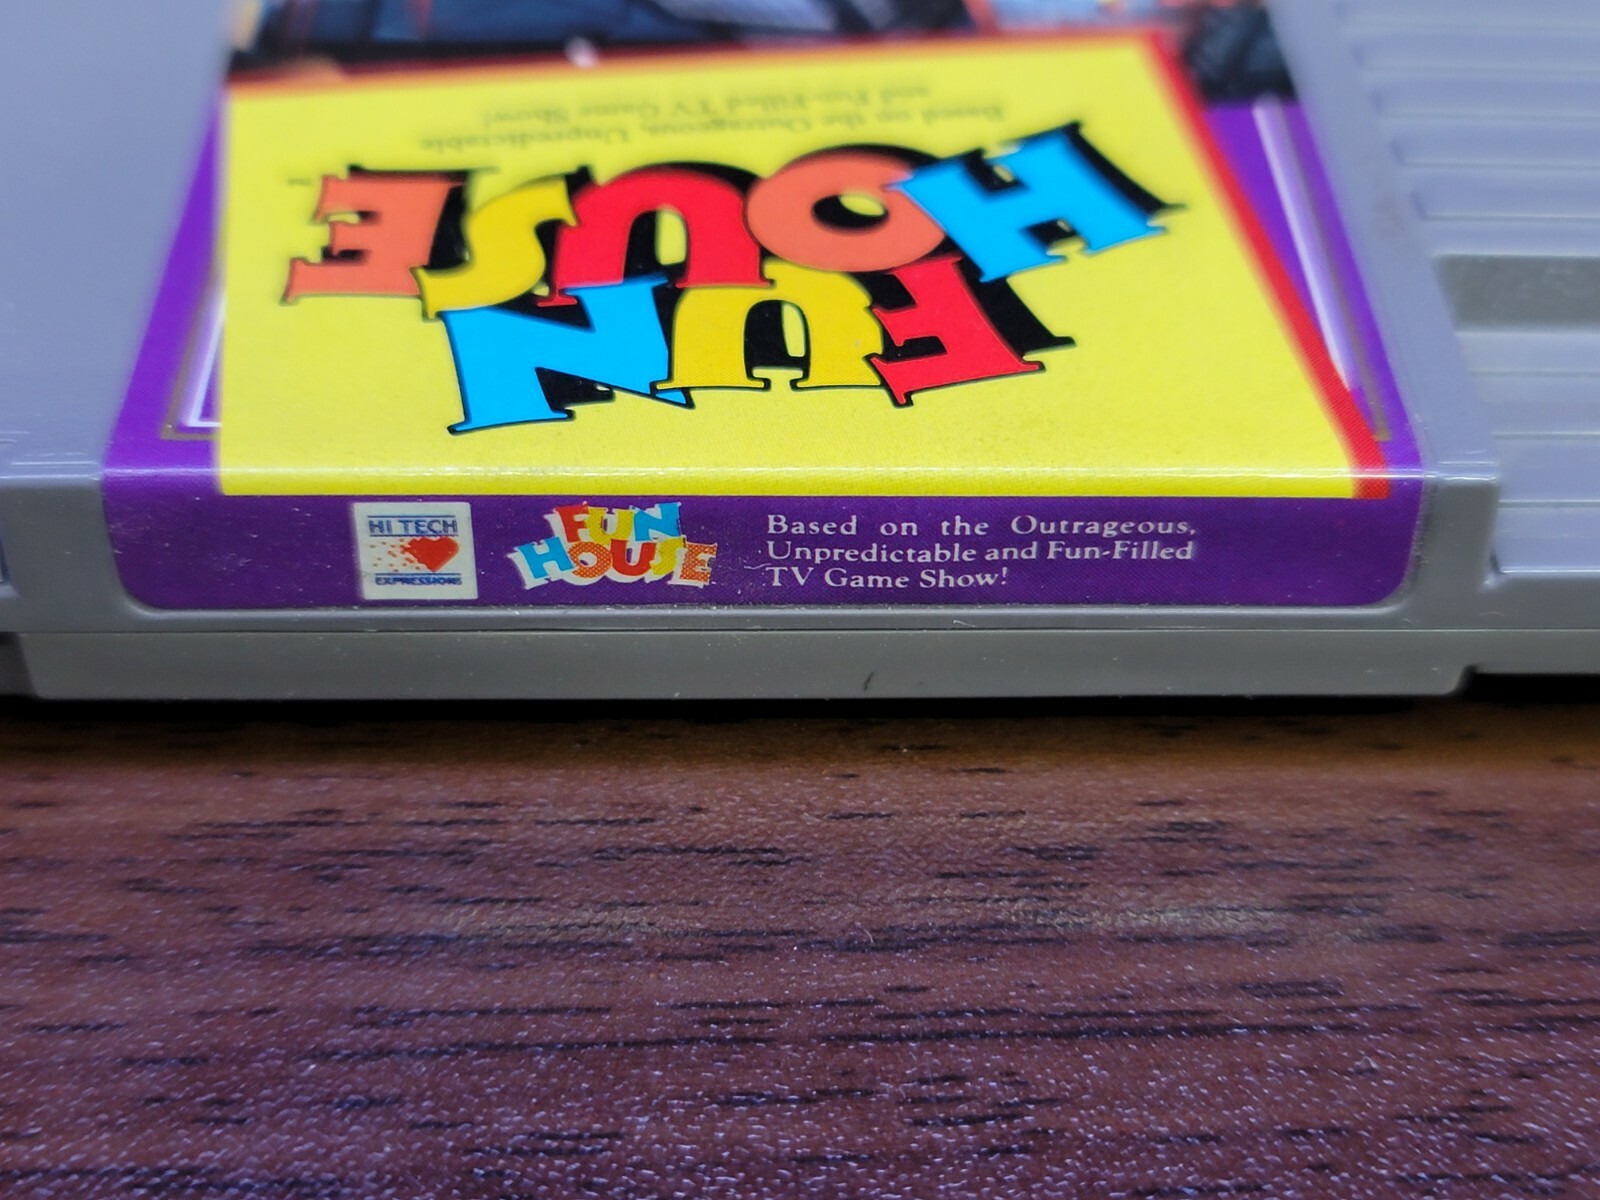 Based on the Outrageous, Unpredictable
and Fun-Filled TV Game Show!
FUN
HOUSE
HI TECH
EXPRESSIONS
FUN
HOUSE
Based on the Outrageous,
Unpredictable and Fun-Filled
TV Game Show!